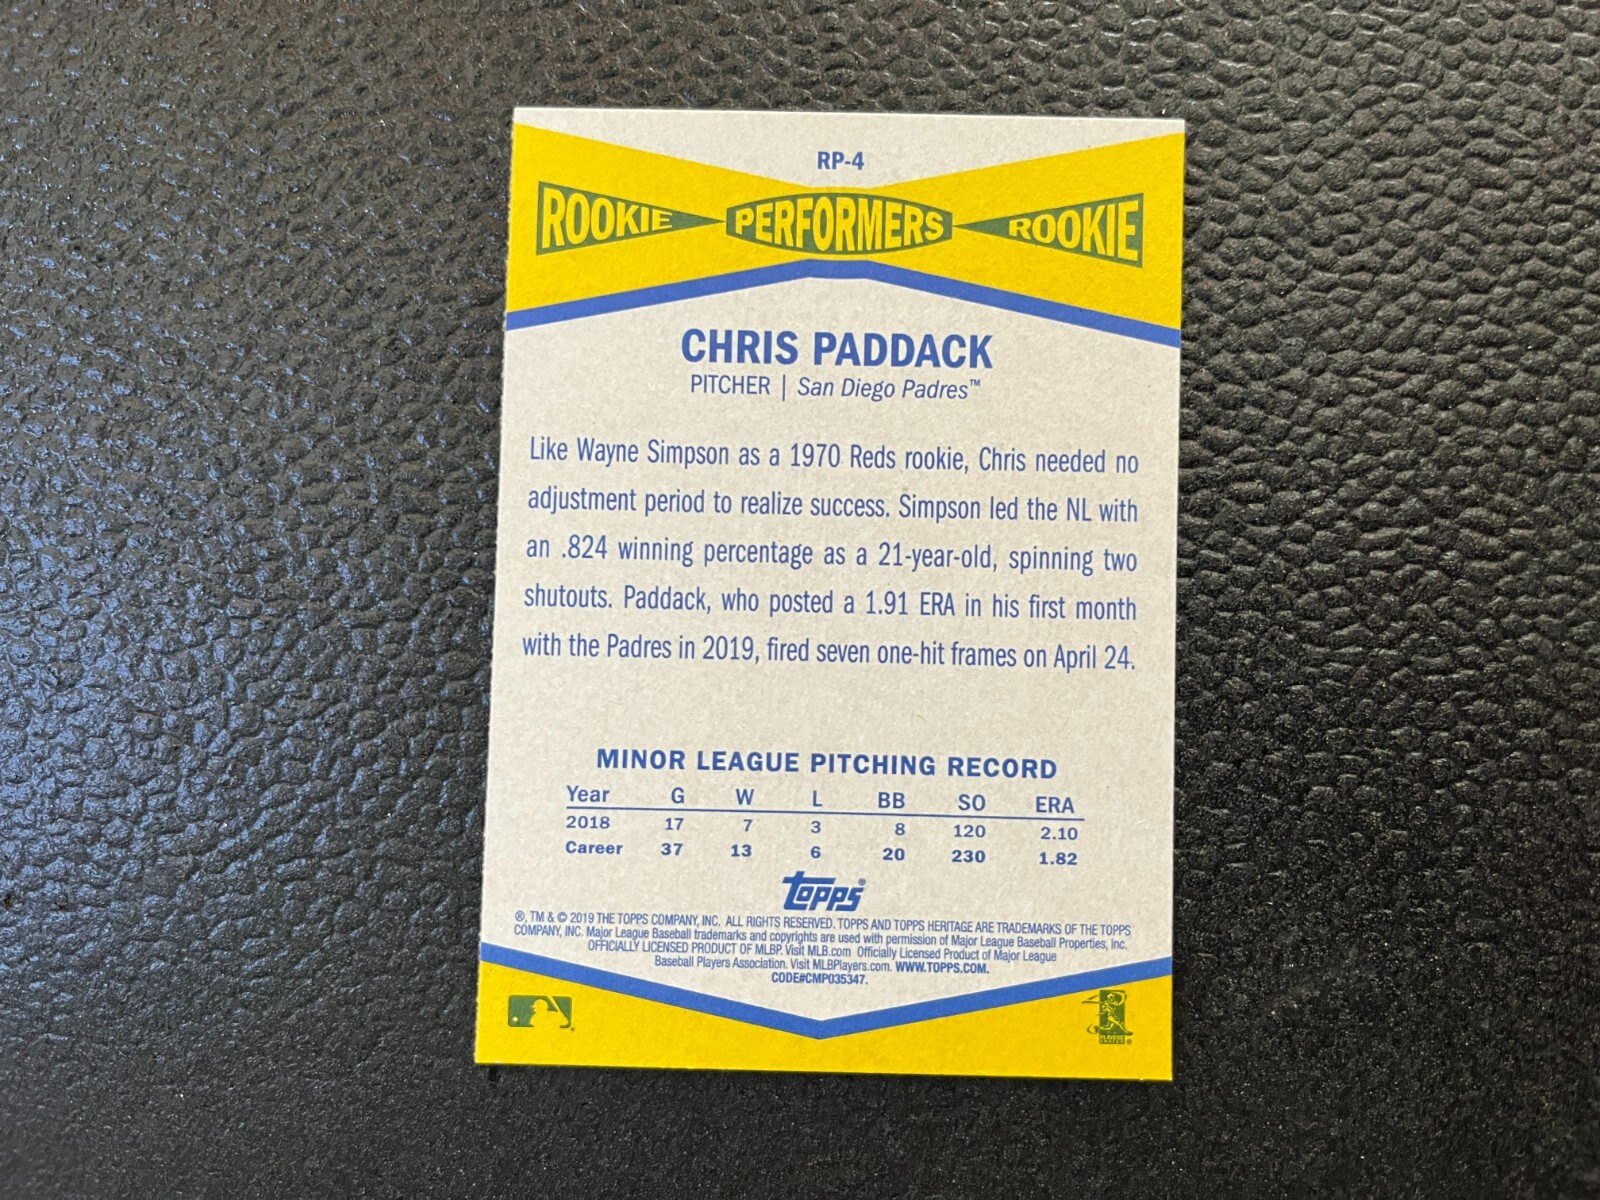 RP-4
ROOKIE PERFORMERS ROOKIE
CHRIS PADDACK
PITCHER | San Diego Padres™
Like Wayne Simpson as a 1970 Reds rookie, Chris needed no
adjustment period to realize success. Simpson led the NL with
an .824 winning percentage as a 21-year-old, spinning two
shutouts. Paddack, who posted a 1.91 ERA in his first month
with the Padres in 2019, fired seven one-hit frames on April 24.
MINOR LEAGUE PITCHING RECORD
Year G W L BB SO ERA
2018 17 7 3 8 120 2.10
Career 37 13 6 20 230 1.82
topps®
®, TM & © 2019 THE TOPPS COMPANY, INC. ALL RIGHTS RESERVED. TOPPS AND TOPPS HERITAGE ARE TRADEMARKS OF THE TOPPS
COMPANY, INC. Major League Baseball trademarks and copyrights are used with permission of Major League Baseball Properties, Inc.
OFFICIALLY LICENSED PRODUCT OF MLBP. Visit MLB.com Officially Licensed Product of Major League
Baseball Players Association. Visit MLBPlayers.com. WWW.TOPPS.COM.
CODE#CMP035347.